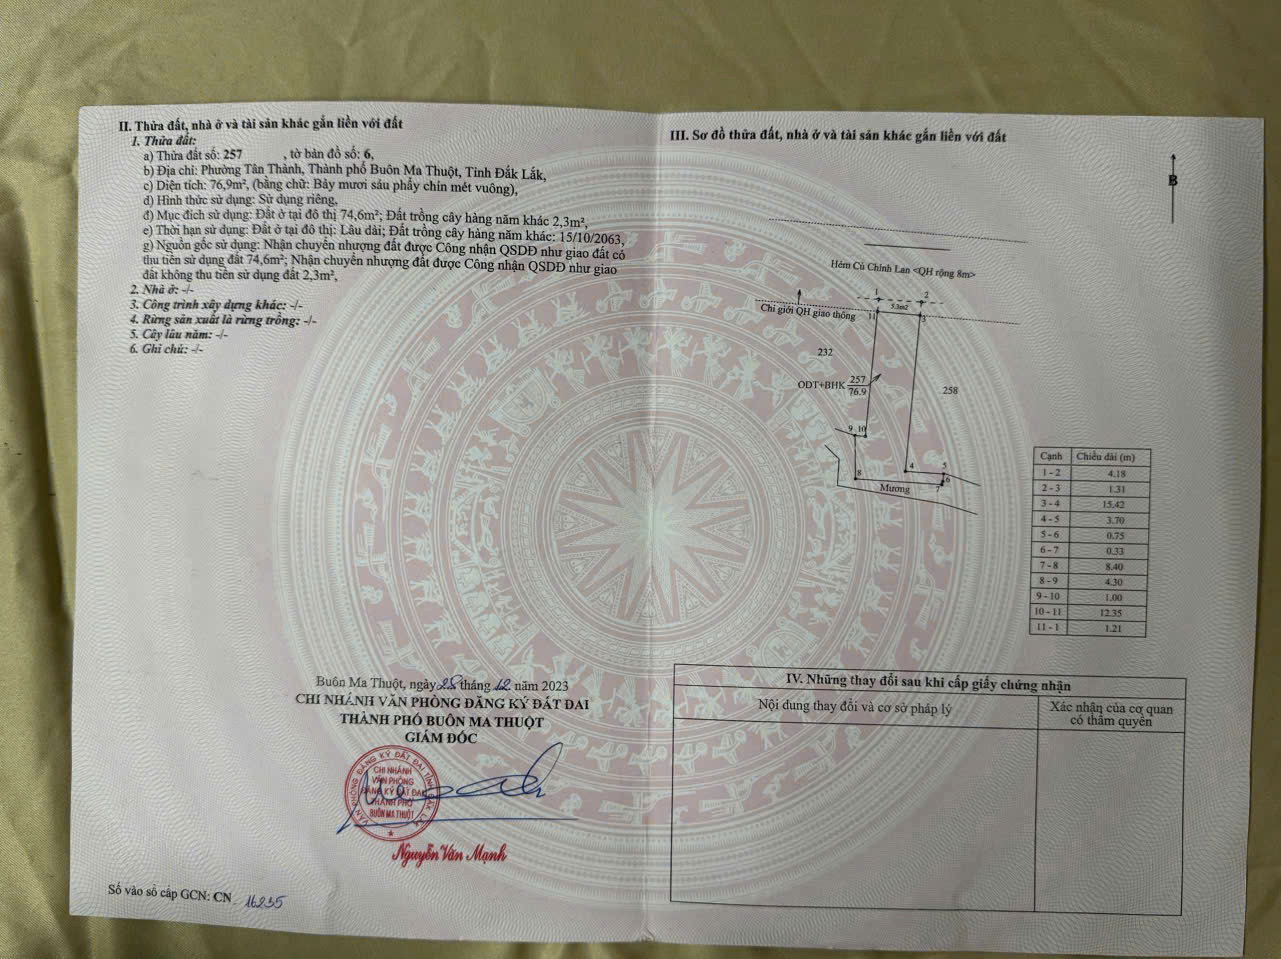 II. Thửa đất, nhà ở và tài sản khác gắn liền với đất
1. Thửa đất:
a) Thửa đất số: 257 , tờ bản đồ số: 6,
b) Địa chỉ: Phường Tân Thành, Thành phố Buôn Ma Thuột, Tỉnh Đắk Lắk,
c) Diện tích: 76,9m², (bằng chữ: Bảy mươi sáu phẩy chín mét vuông),
d) Hình thức sử dụng: Sử dụng riêng,
đ) Mục đích sử dụng: Đất ở tại đô thị 74,6m²; Đất trồng cây hàng năm khác 2,3m²,
e) Thời hạn sử dụng: Đất ở tại đô thị: Lâu dài; Đất trồng cây hàng năm khác: 15/10/2063,
g) Nguồn gốc sử dụng: Nhận chuyển nhượng đất được Công nhận QSDĐ như giao đất có
thu tiền sử dụng đất 74,6m²; Nhận chuyển nhượng đất được Công nhận QSDĐ như giao
đất không thu tiền sử dụng đất 2,3m²,
2. Nhà ở: -/-
3. Công trình xây dựng khác: -/-
4. Rừng sản xuất là rừng trồng: -/-
5. Cây lâu năm: -/-
6. Ghi chú: -/-
Buôn Ma Thuột, ngày 28 tháng 12 năm 2023
CHI NHÁNH VĂN PHÒNG ĐĂNG KÝ ĐẤT ĐAI
THÀNH PHỐ BUÔN MA THUỘT
GIÁM ĐỐC
VĂN PHÒNG ĐĂNG KÝ ĐẤT ĐAI TỈNH ĐẮK LẮK
CHI NHÁNH
VĂN PHÒNG
ĐĂNG KÝ ĐẤT ĐAI
THÀNH PHỐ
BUÔN MA THUỘT
Nguyễn Văn Mạnh
Số vào sổ cấp GCN: CN 16235
III. Sơ đồ thửa đất, nhà ở và tài sản khác gắn liền với đất
B
Hẻm Cù Chính Lan <QH rộng 8m>
1
2
Chỉ giới QH giao thông
11
3
232
ODT+BHK 257
76.9
258
9 10
4
5
6
8
7
Mương
Cạnh Chiều dài (m)
1 - 2 4.18
2 - 3 1.31
3 - 4 15.42
4 - 5 3.70
5 - 6 0.75
6 - 7 0.33
7 - 8 8.40
8 - 9 4.30
9 - 10 1.00
10 - 11 12.35
11 - 1 1.21
IV. Những thay đổi sau khi cấp giấy chứng nhận
Nội dung thay đổi và cơ sở pháp lý
Xác nhận của cơ quan
có thẩm quyền